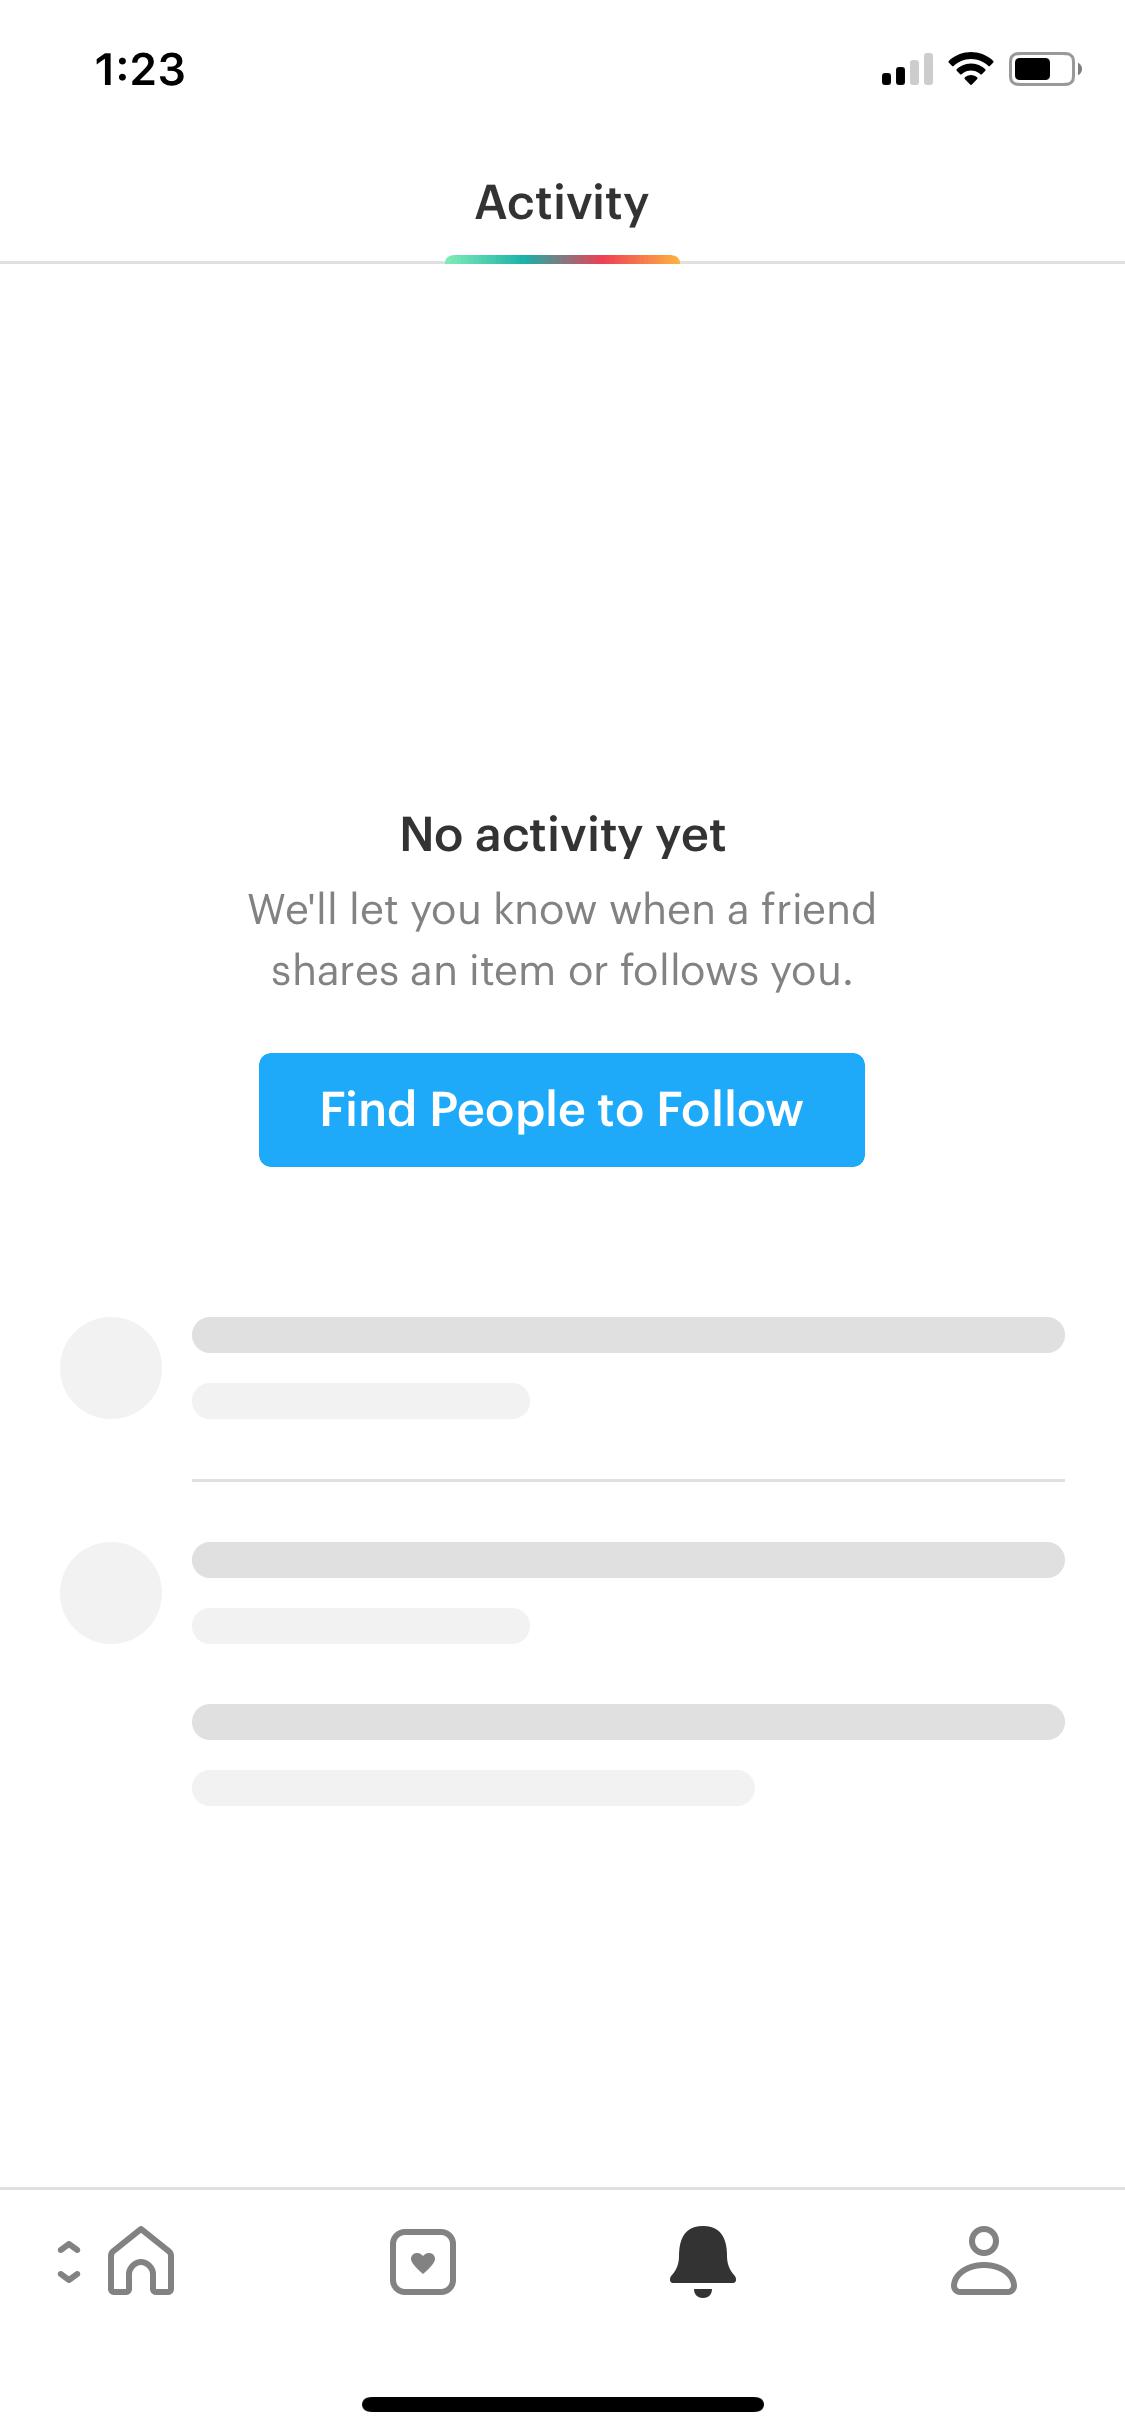 1:23
Activity
No activity yet
We'll let you know when a friend
shares an item or follows you.
Find People to Follow